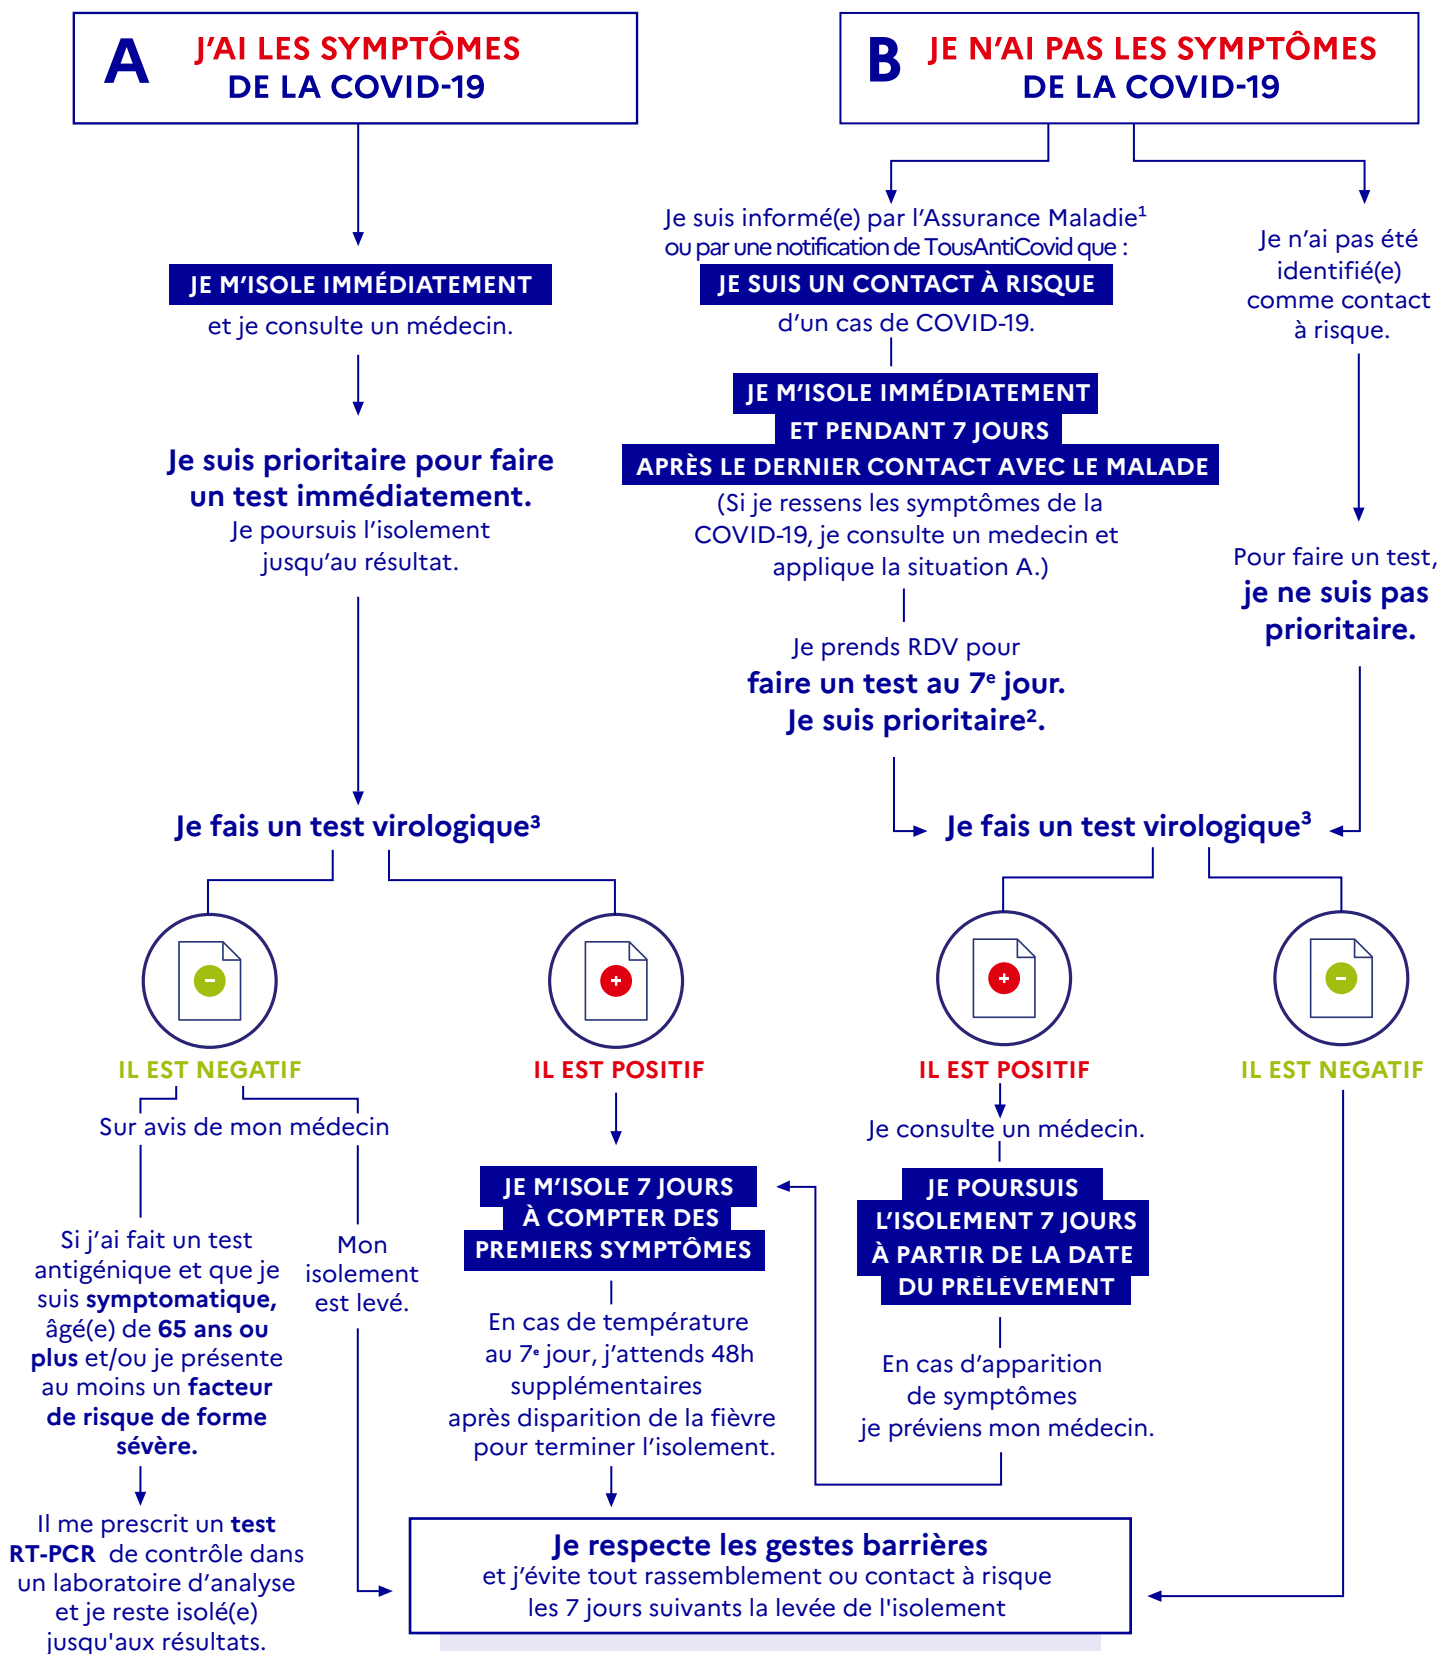 A
J'AI LES SYMPTÔMES
DE LA COVID-19
JE M'ISOLE IMMÉDIATEMENT
et je consulte un médecin.
Je suis prioritaire pour faire
un test immédiatement.
Je poursuis l'isolement
jusqu'au résultat.
Je fais un test virologique³
-
IL EST NEGATIF
+
IL EST POSITIF
Sur avis de mon médecin
Si j'ai fait un test
antigénique et que je
suis symptomatique,
âgé(e) de 65 ans ou
plus et/ou je présente
au moins un facteur
de risque de forme
sévère.
Il me prescrit un test
RT-PCR de contrôle dans
un laboratoire d'analyse
et je reste isolé(e)
jusqu'aux résultats.
Mon
isolement
est levé.
JE M'ISOLE 7 JOURS
À COMPTER DES
PREMIERS SYMPTÔMES
En cas de température
au 7ᵉ jour, j'attends 48h
supplémentaires
après disparition de la fièvre
pour terminer l'isolement.
B
JE N'AI PAS LES SYMPTÔMES
DE LA COVID-19
Je suis informé(e) par l'Assurance Maladie¹
ou par une notification de TousAntiCovid que :
JE SUIS UN CONTACT À RISQUE
d'un cas de COVID-19.
JE M'ISOLE IMMÉDIATEMENT
ET PENDANT 7 JOURS
APRÈS LE DERNIER CONTACT AVEC LE MALADE
(Si je ressens les symptômes de la
COVID-19, je consulte un medecin et
applique la situation A.)
Je prends RDV pour
faire un test au 7ᵉ jour.
Je suis prioritaire².
Je n'ai pas été
identifié(e)
comme contact
à risque.
Pour faire un test,
je ne suis pas
prioritaire.
Je fais un test virologique³
+
IL EST POSITIF
-
IL EST NEGATIF
Je consulte un médecin.
JE POURSUIS
L'ISOLEMENT 7 JOURS
À PARTIR DE LA DATE
DU PRÉLÈVEMENT
En cas d'apparition
de symptômes
je préviens mon médecin.
Je respecte les gestes barrières
et j'évite tout rassemblement ou contact à risque
les 7 jours suivants la levée de l'isolement